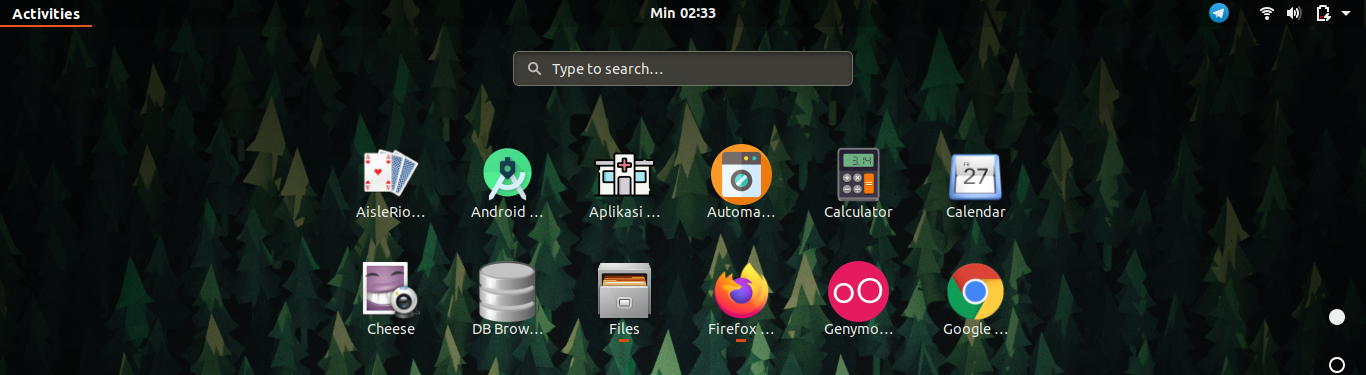 Activities
Min 02:33
Type to search...
AisleRio...
Android ...
Aplikasi ...
Automa...
Calculator
Calendar
3.14
FRI
27
Cheese
DB Brow...
Files
Firefox ...
Genymo...
Google ...